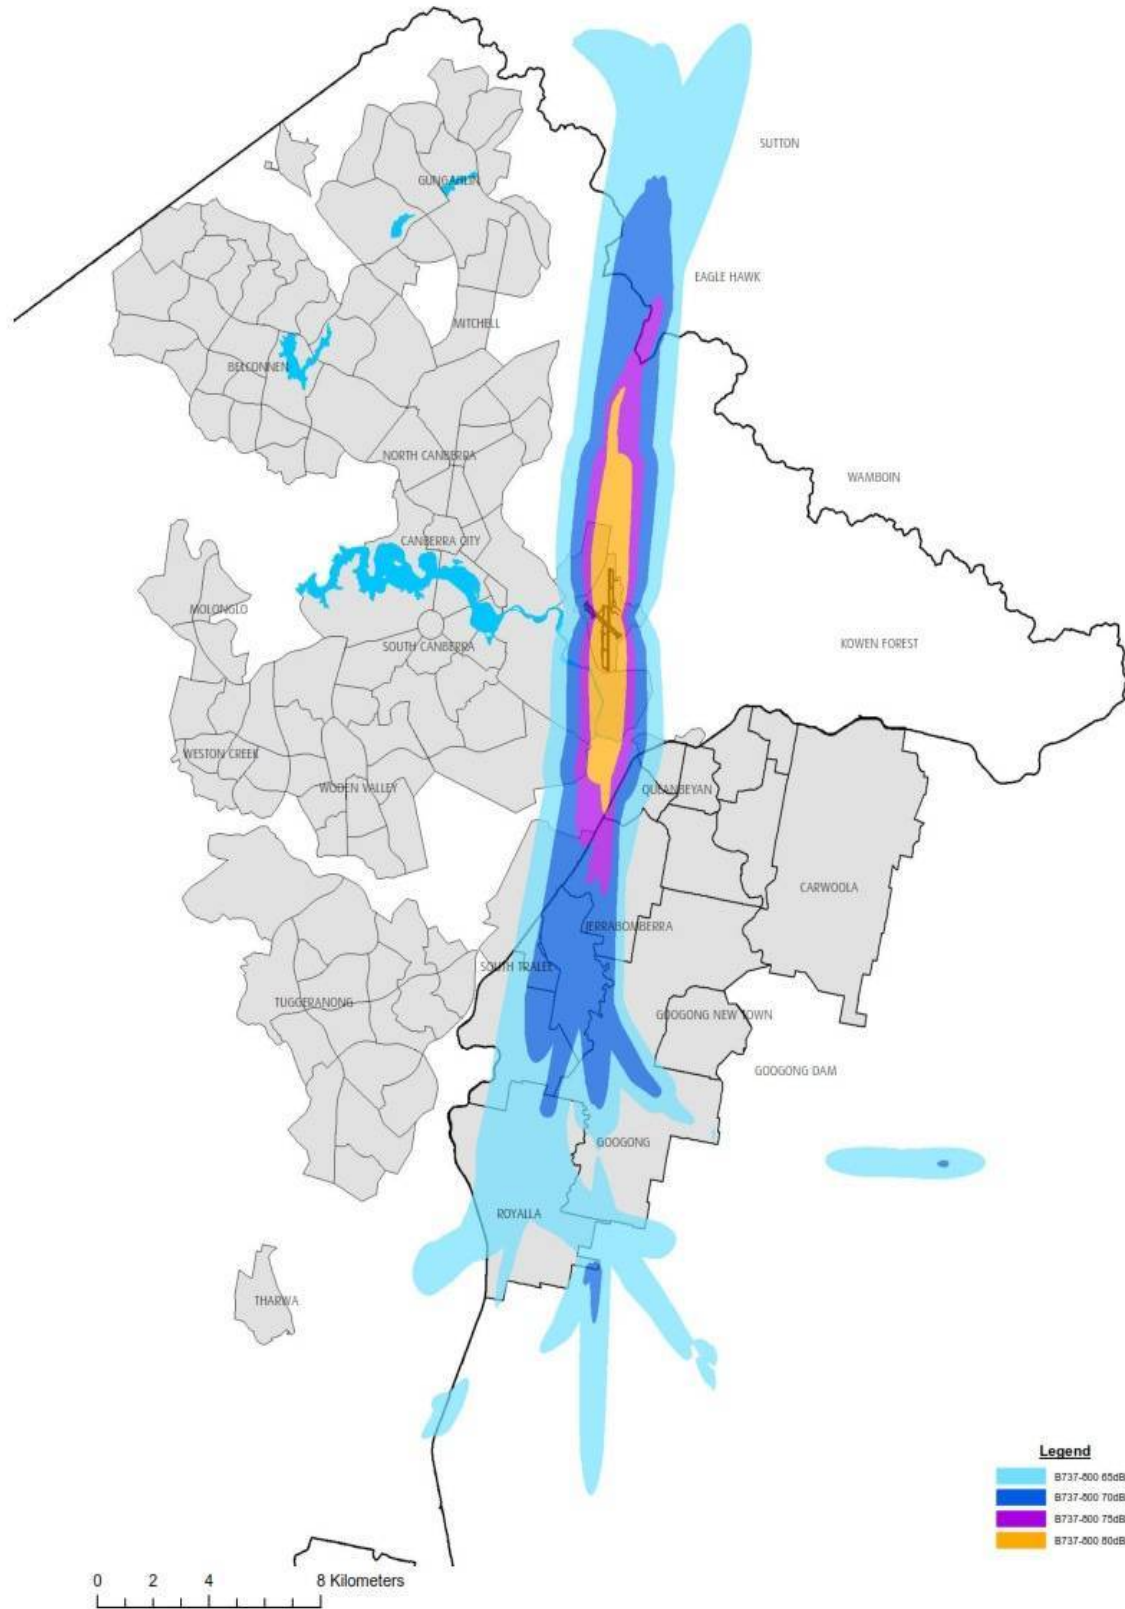 SUTTON
GUNGAHLIN
EAGLE HAWK
MITCHELL
BELCONNEN
NORTH CANBERRA
WAMBOIN
CANBERRA CITY
MOLONGLO
SOUTH CANBERRA
KOWEN FOREST
WESTON CREEK
WODEN VALLEY
QUEANBEYAN
CARWOOLA
JERRABOMBERRA
SOUTH TRALEE
TUGGERANONG
GOOGONG NEW TOWN
GOOGONG DAM
GOOGONG
ROYALLA
THARWA
Legend
B737-800 65dB
B737-800 70dB
B737-800 75dB
B737-800 80dB
0 2 4 8 Kilometers